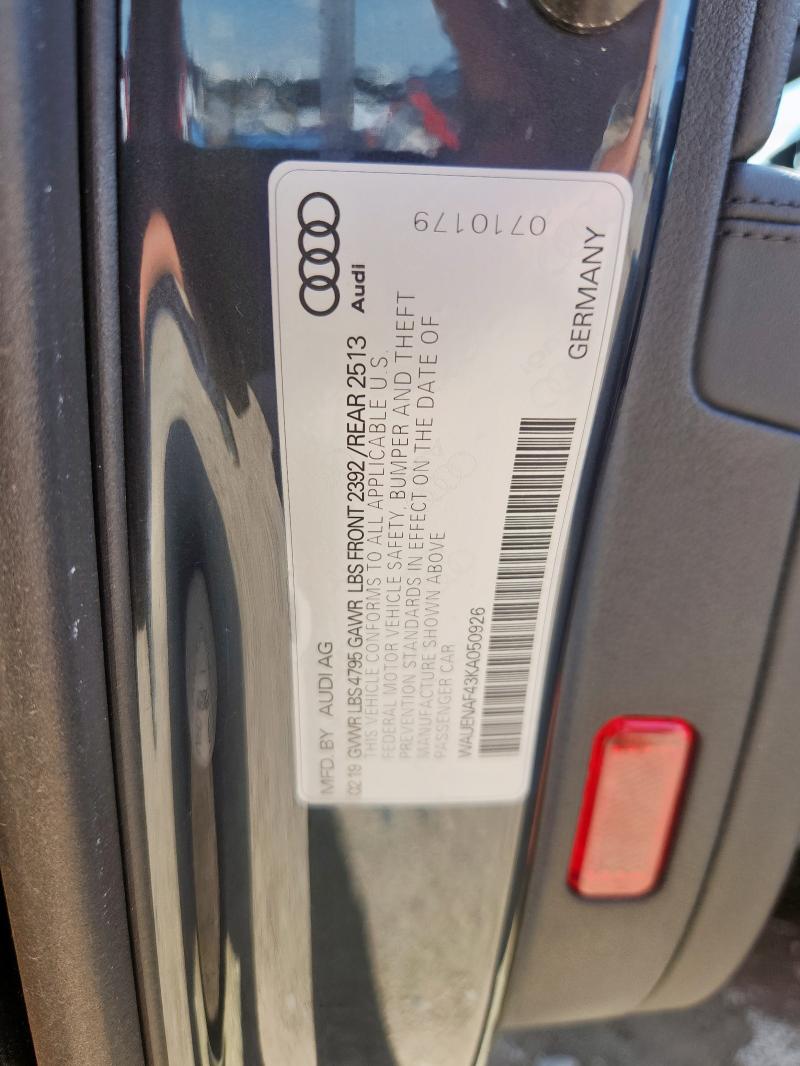 MFD. BY AUDI AG
Audi
02 19 GVWR LBS 4795 GAWR LBS FRONT 2392 /REAR 2513
THIS VEHICLE CONFORMS TO ALL APPLICABLE U.S.
FEDERAL MOTOR VEHICLE SAFETY, BUMPER AND THEFT
PREVENTION STANDARDS IN EFFECT ON THE DATE OF
MANUFACTURE SHOWN ABOVE
PASSENGER CAR
WAUENAF43KA050926
GERMANY
0710179